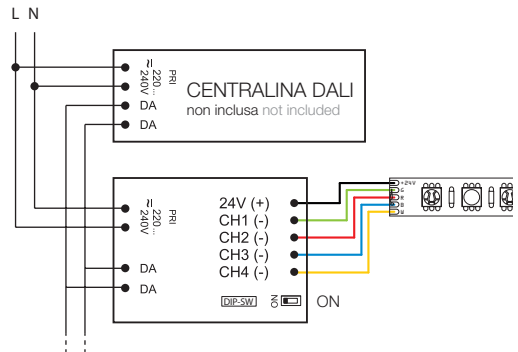 L N
PRI
≂ 220...
240V
DA
DA
CENTRALINA DALI
non inclusa not included
PRI
≂ 220...
240V
DA
DA
24V (+)
CH1 (-)
CH2 (-)
CH3 (-)
CH4 (-)
DIP-SW
ON
ON
+24V
G
R
B
W